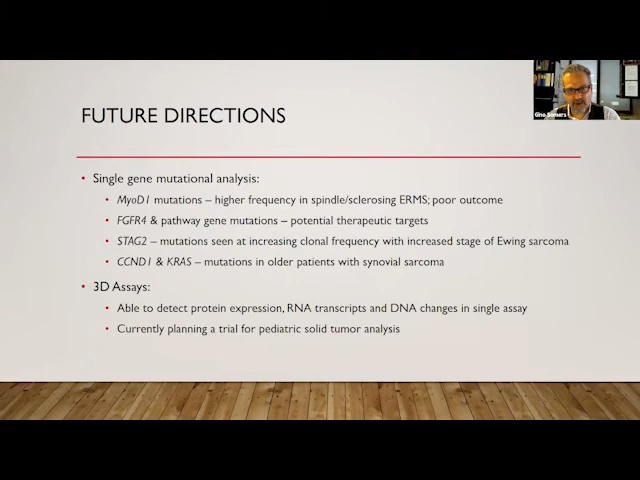 Gino Somers
FUTURE DIRECTIONS
• Single gene mutational analysis:
• MyoD1 mutations – higher frequency in spindle/sclerosing ERMS; poor outcome
• FGFR4 & pathway gene mutations – potential therapeutic targets
• STAG2 – mutations seen at increasing clonal frequency with increased stage of Ewing sarcoma
• CCND1 & KRAS – mutations in older patients with synovial sarcoma
• 3D Assays:
• Able to detect protein expression, RNA transcripts and DNA changes in single assay
• Currently planning a trial for pediatric solid tumor analysis